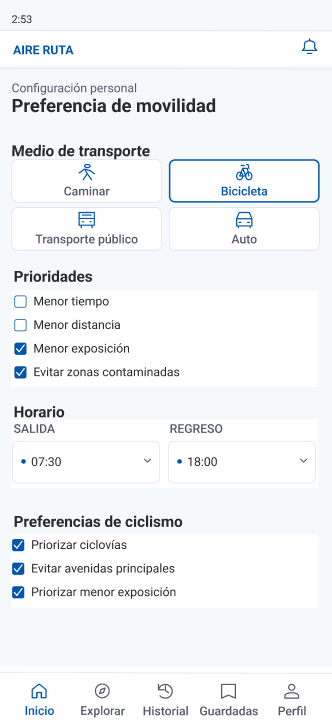 2:53
AIRE RUTA
Configuración personal
Preferencia de movilidad
Medio de transporte
Caminar
Bicicleta
Transporte público
Auto
Prioridades
Menor tiempo
Menor distancia
Menor exposición
Evitar zonas contaminadas
Horario
SALIDA
REGRESO
07:30
18:00
Preferencias de ciclismo
Priorizar ciclovías
Evitar avenidas principales
Priorizar menor exposición
Inicio
Explorar
Historial
Guardadas
Perfil